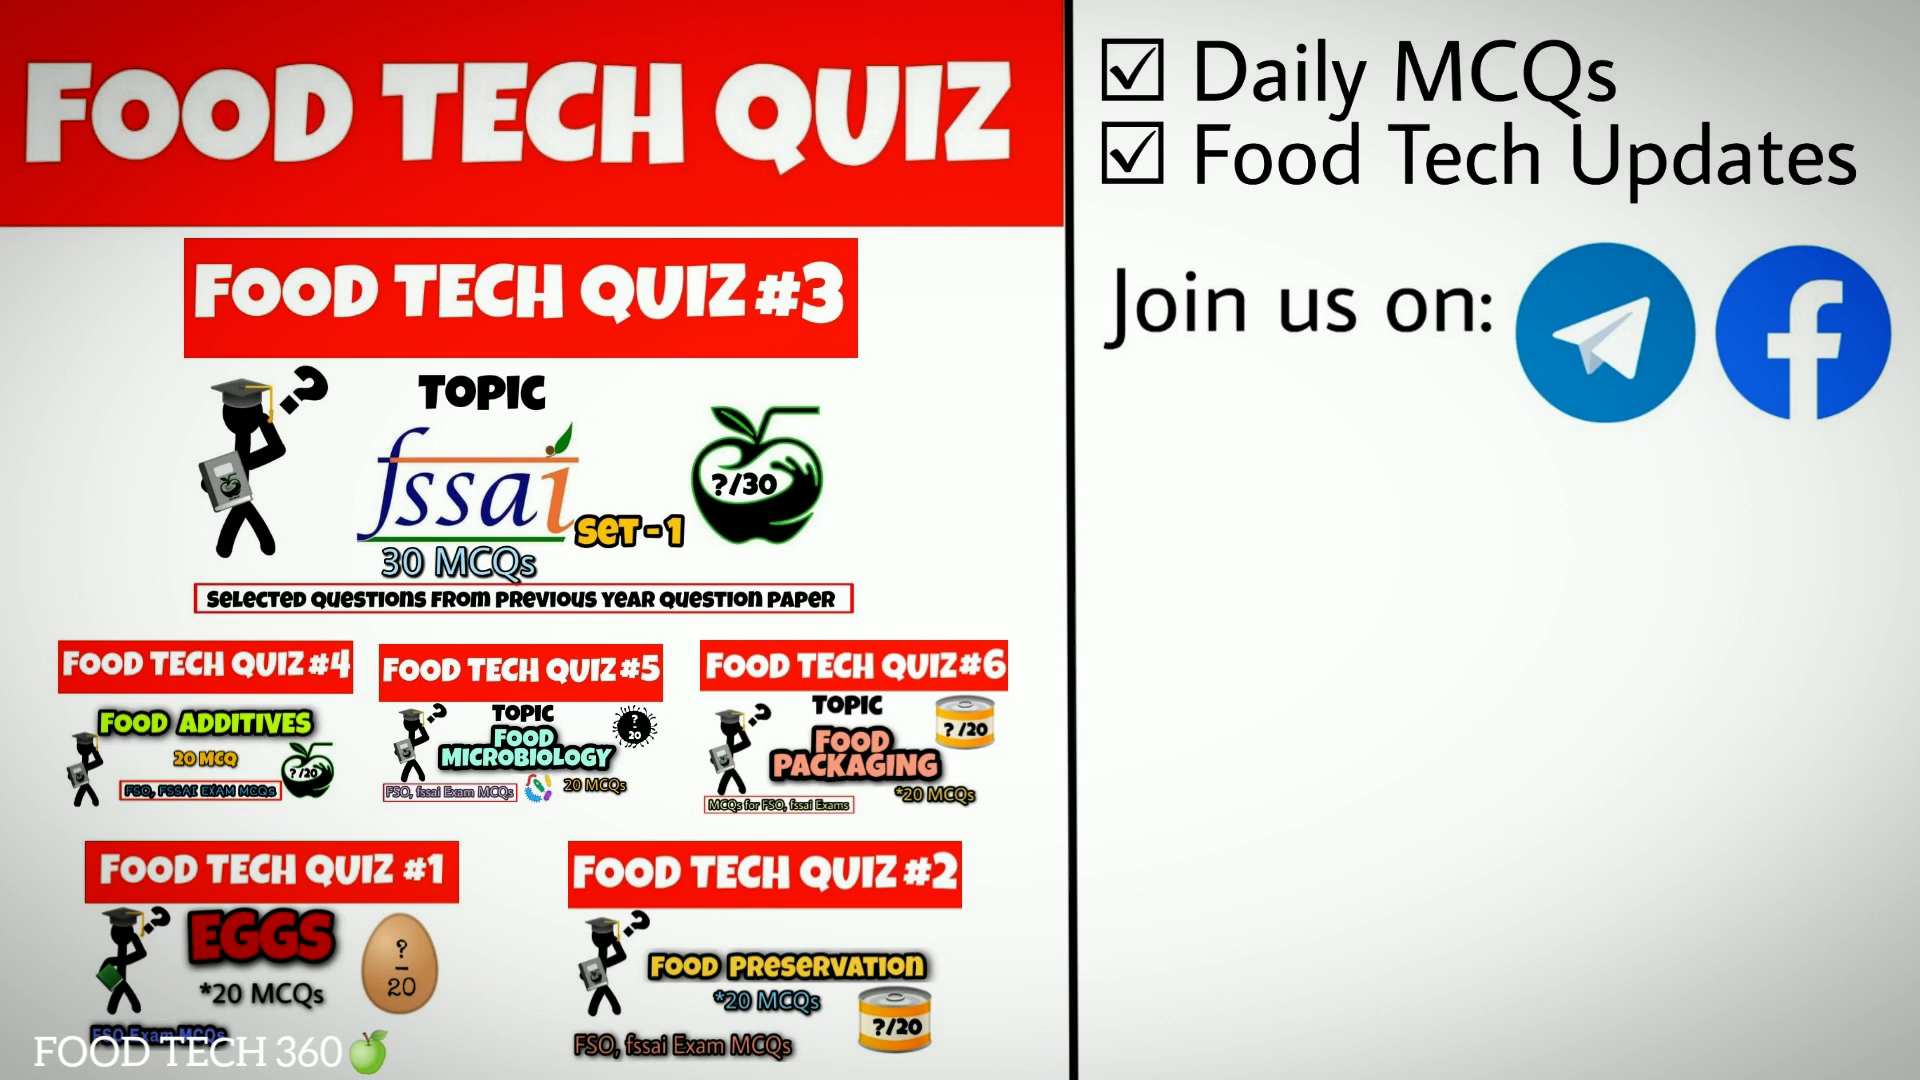 FOOD TECH QUIZ
FOOD TECH QUIZ #3
TOPIC
fssai
SET-1
?/30
30 MCQs
SELECTED QUESTIONS FROM PREVIOUS YEAR QUESTION PAPER
FOOD TECH QUIZ #4
FOOD ADDITIVES
20 MCQ
? /20
FSO, FSSAI EXAM MCQs
FOOD TECH QUIZ #5
TOPIC
FOOD
MICROBIOLOGY
?
20
FSO, fssai Exam MCQs
20 MCQs
FOOD TECH QUIZ #6
TOPIC
FOOD
PACKAGING
? /20
*20 MCQs
MCQs for FSO, fssai Exams
FOOD TECH QUIZ #1
EGGS
*20 MCQs
?
20
FSO Exam MCQs
FOOD TECH QUIZ #2
FOOD PRESERVATION
*20 MCQs
?/20
FSO, fssai Exam MCQs
FOOD TECH 360
☑ Daily MCQs
☑ Food Tech Updates
Join us on: